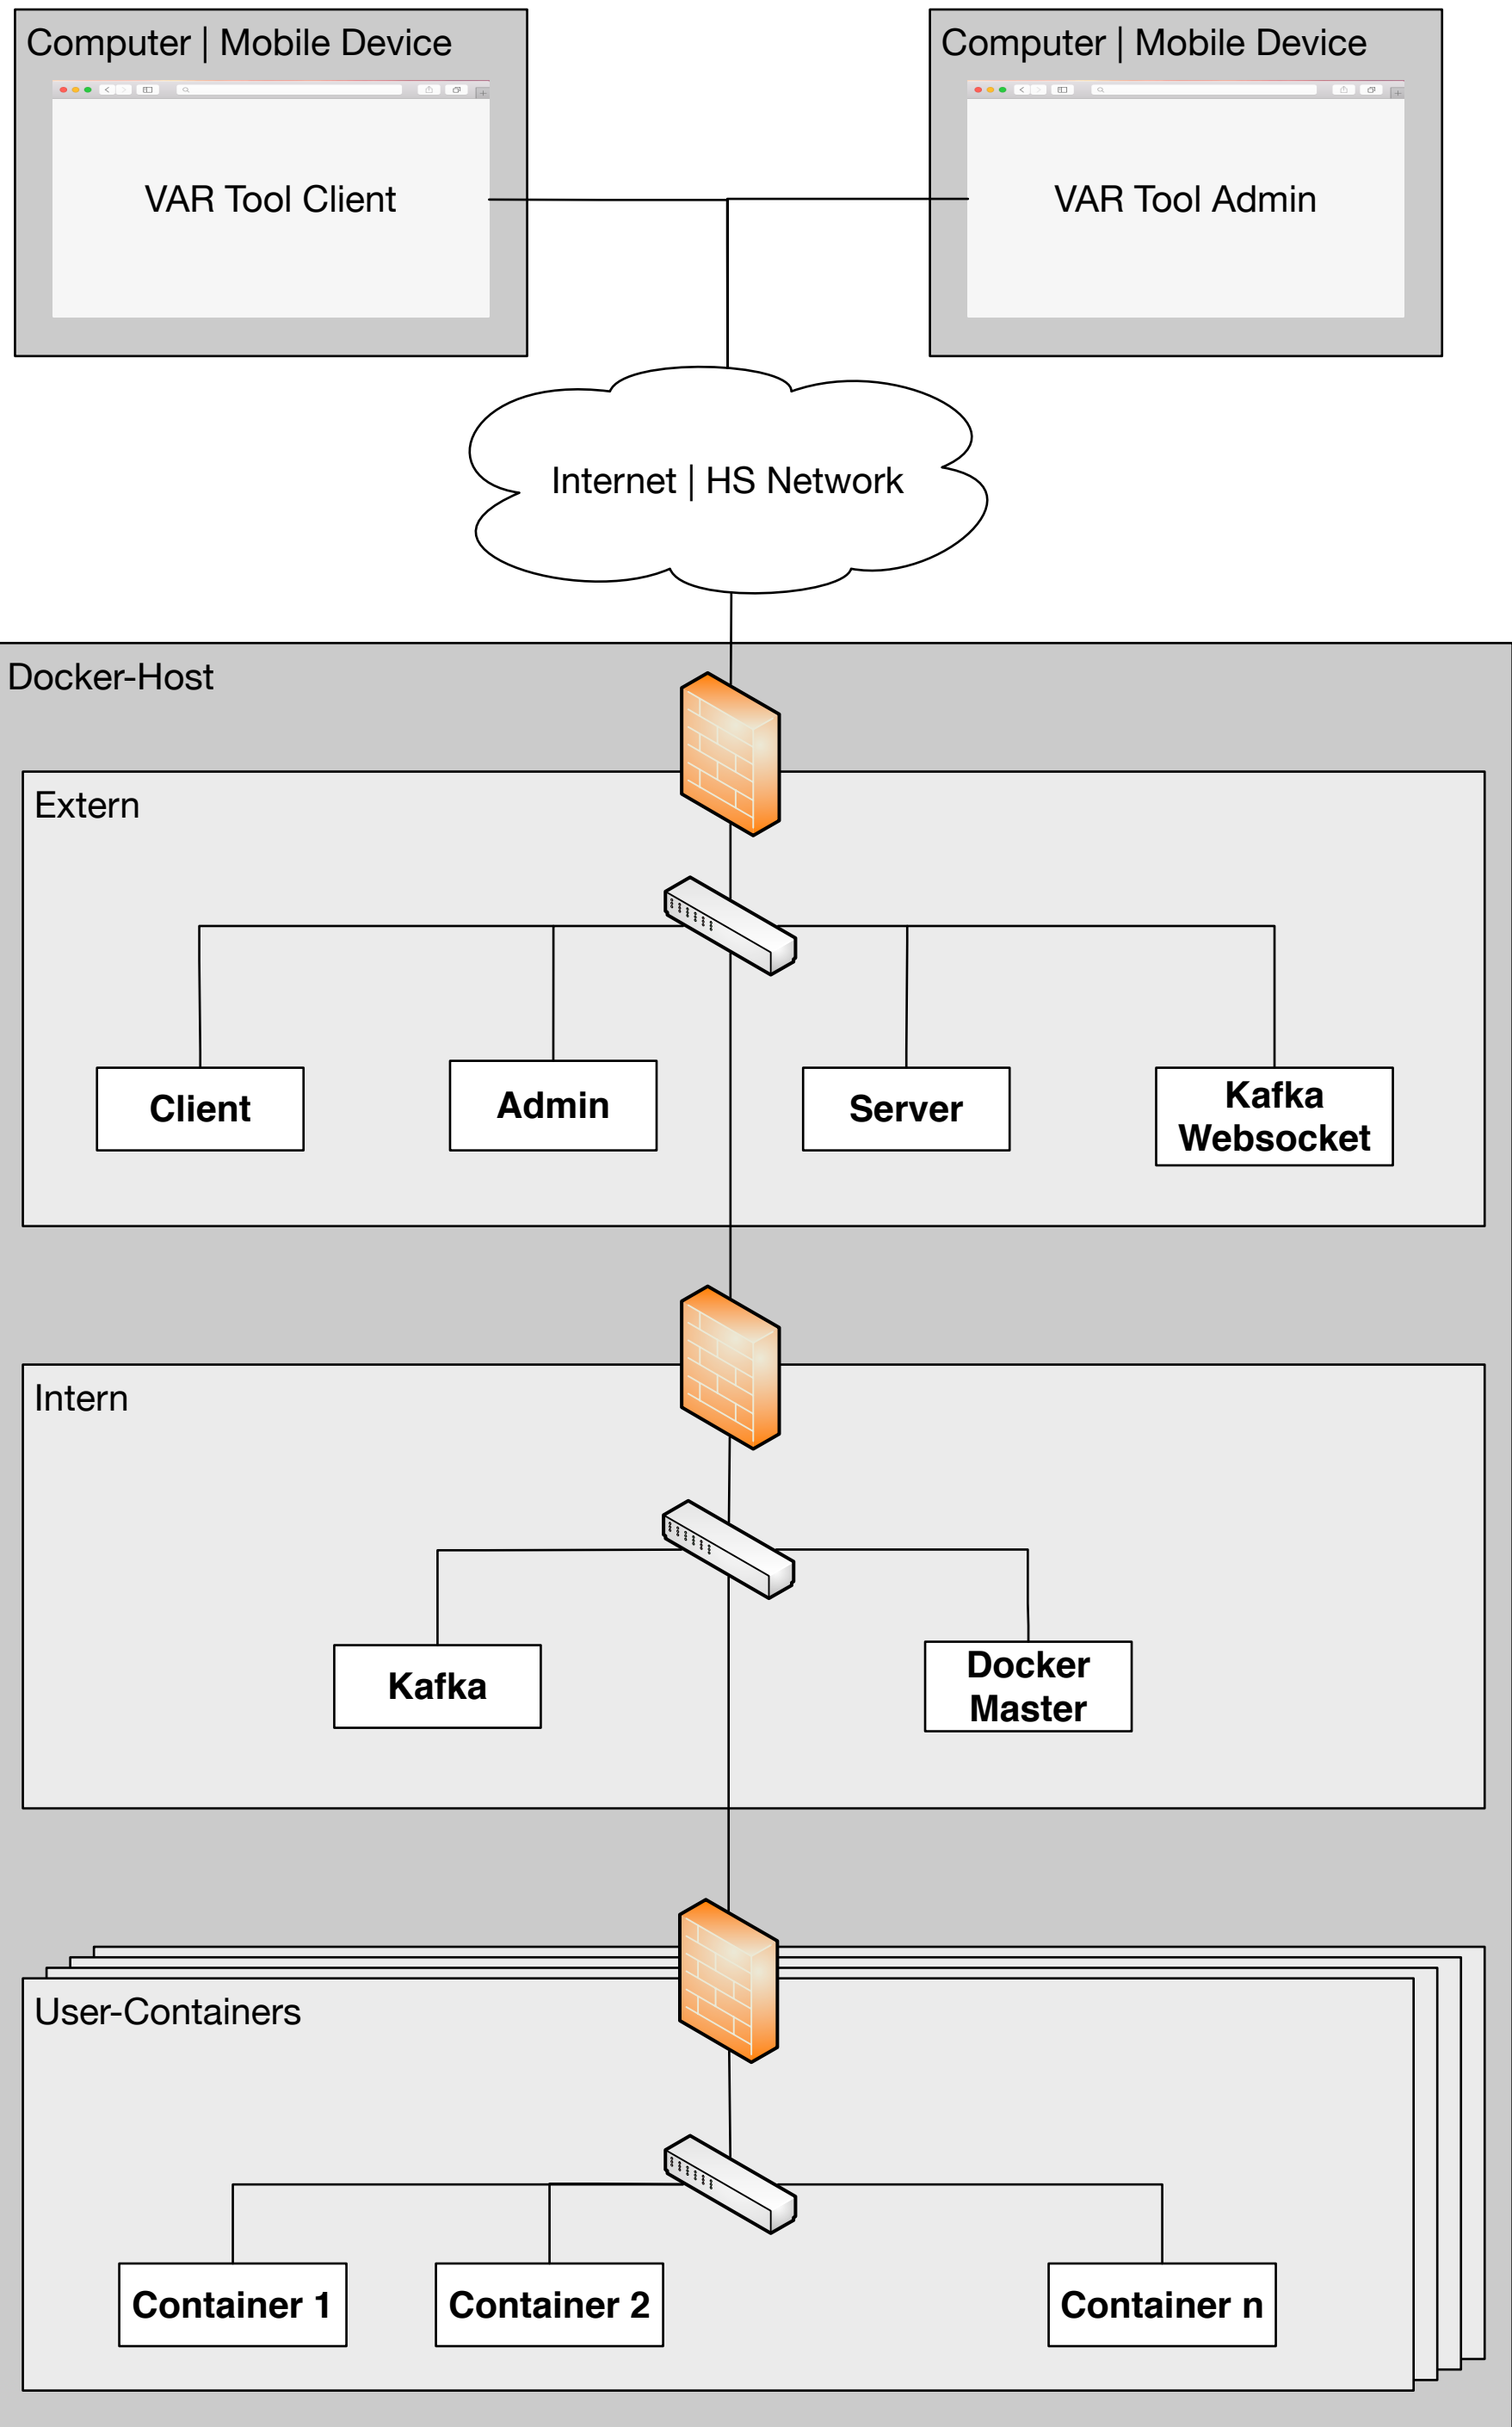 Computer | Mobile Device
Computer | Mobile Device
VAR Tool Client
VAR Tool Admin
Internet | HS Network
Docker-Host
Extern
Client
Admin
Server
Kafka
Websocket
Intern
Kafka
Docker
Master
User-Containers
Container 1
Container 2
Container n